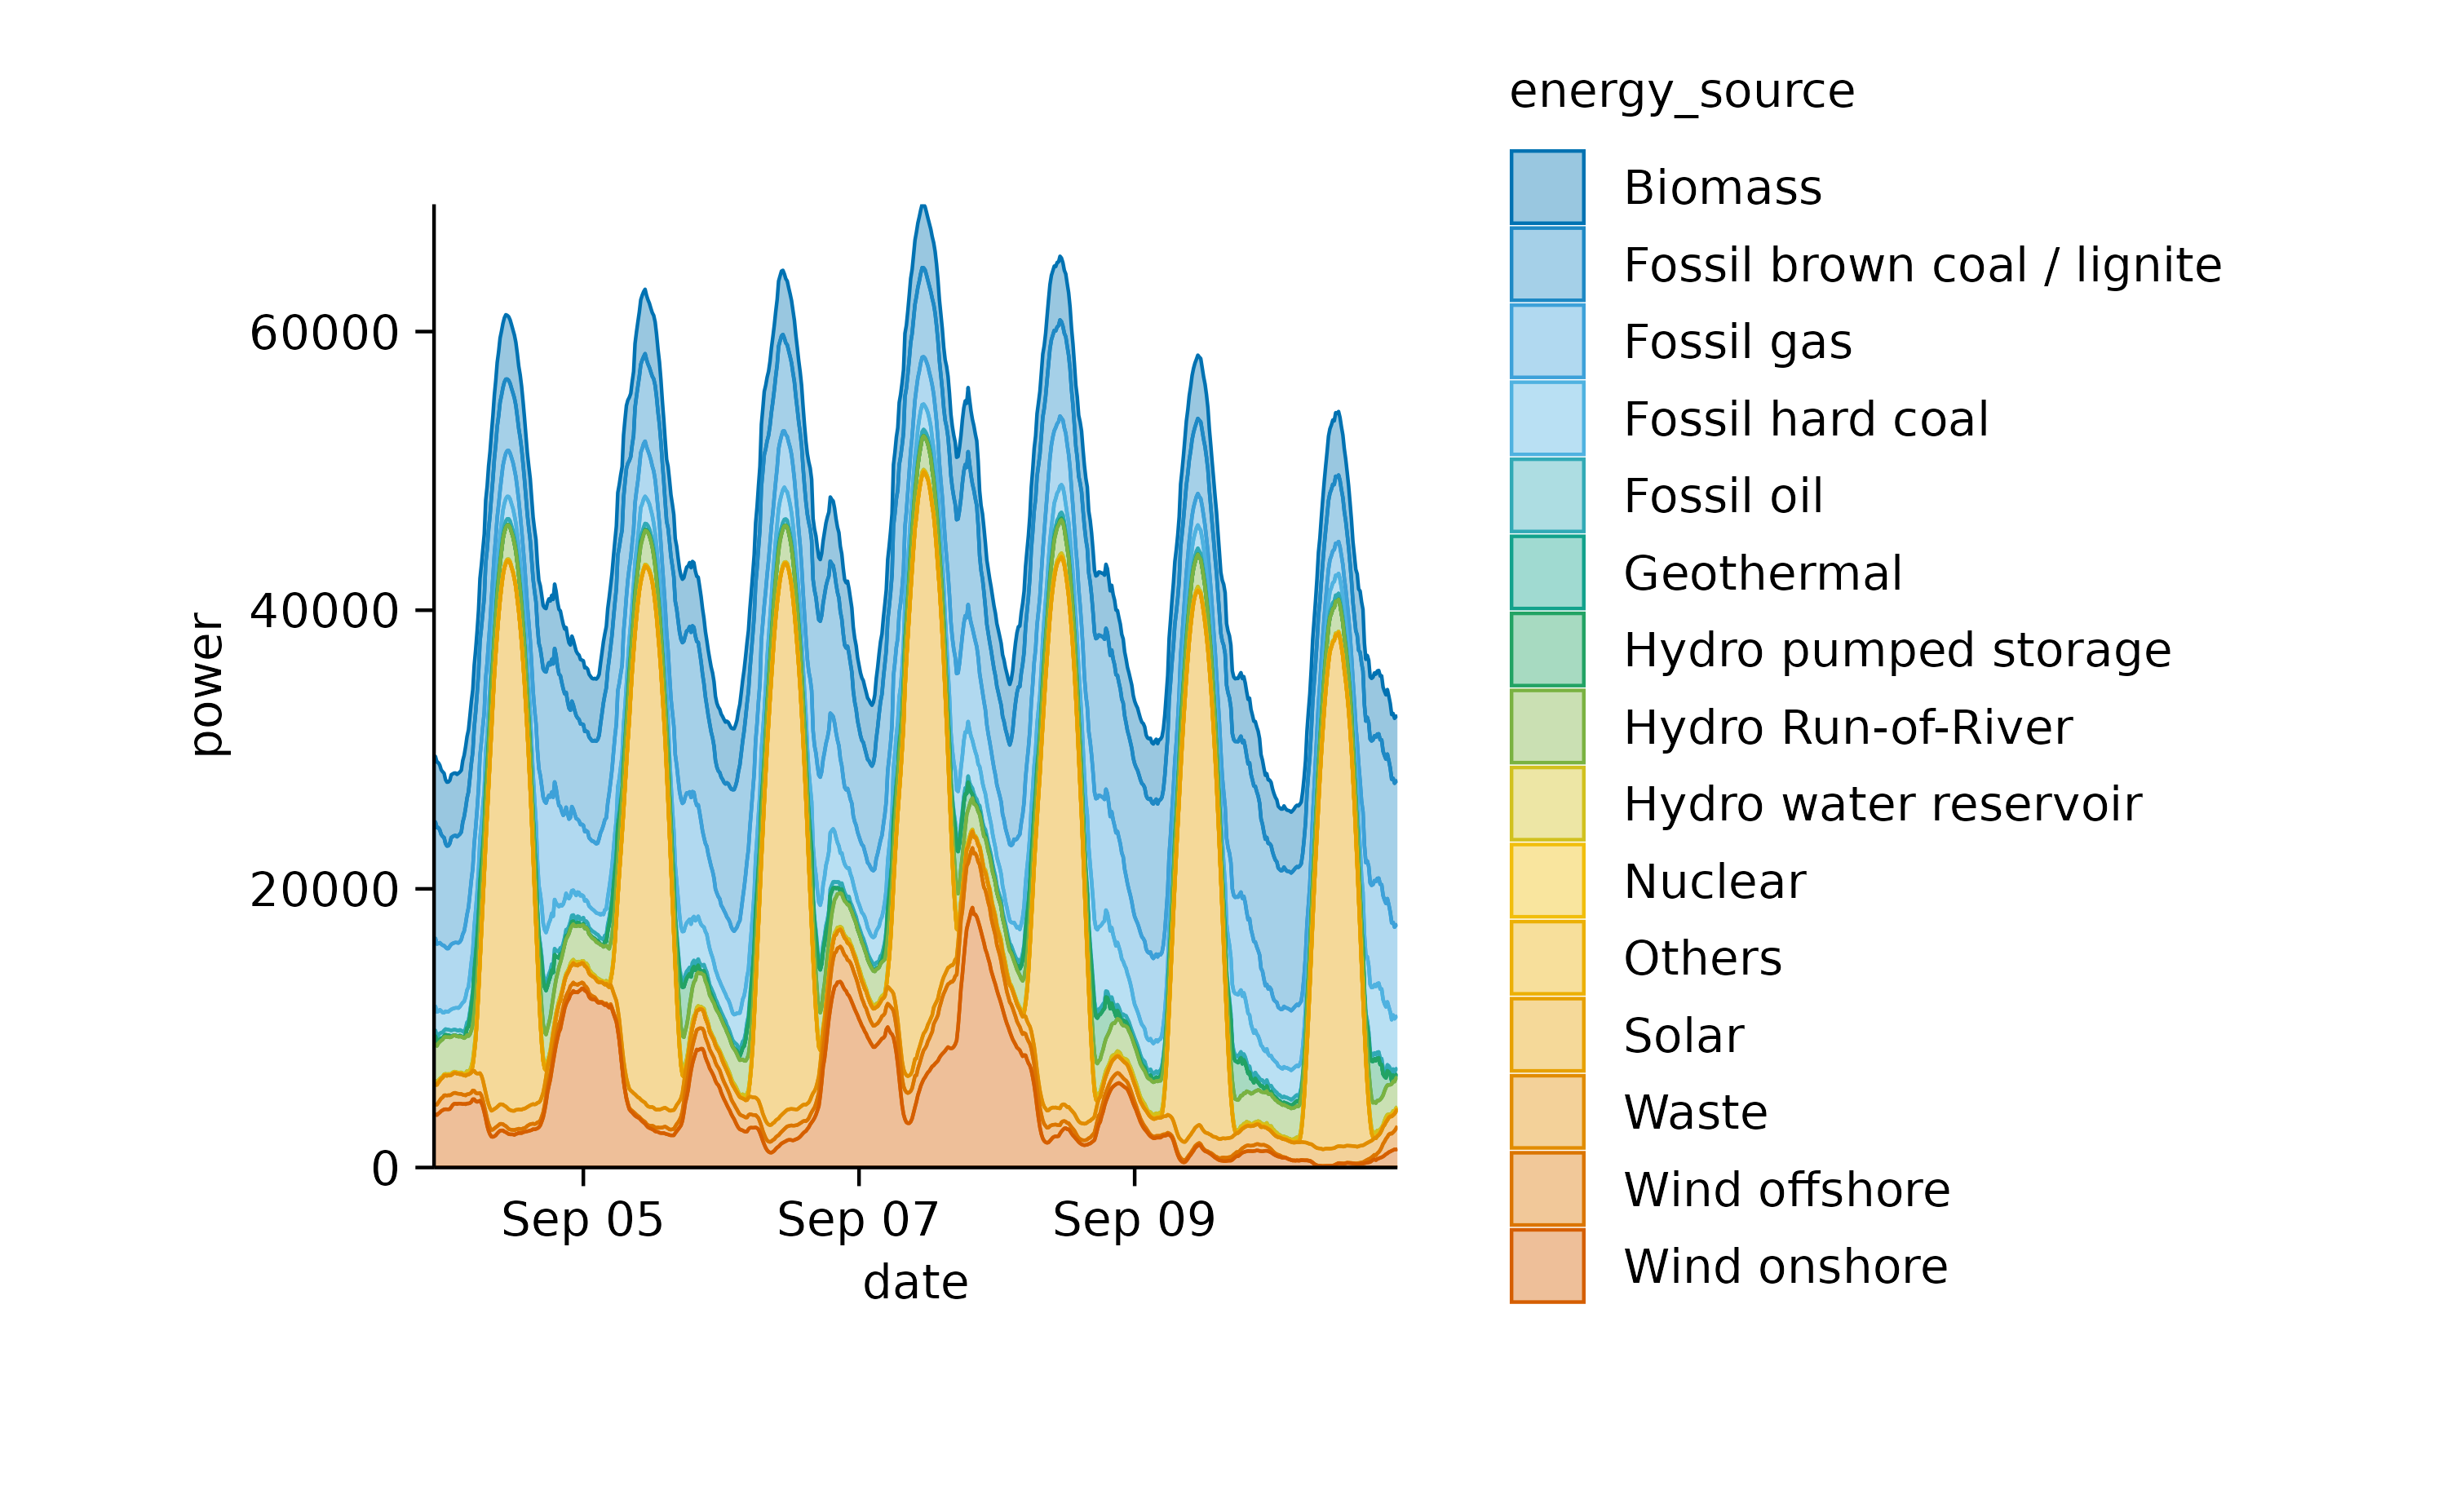 energy_source
Biomass
Fossil brown coal / lignite
Fossil gas
Fossil hard coal
Fossil oil
Geothermal
Hydro pumped storage
Hydro Run-of-River
Hydro water reservoir
Nuclear
Others
Solar
Waste
Wind offshore
Wind onshore
power
60000
40000
20000
0
Sep 05
Sep 07
Sep 09
date